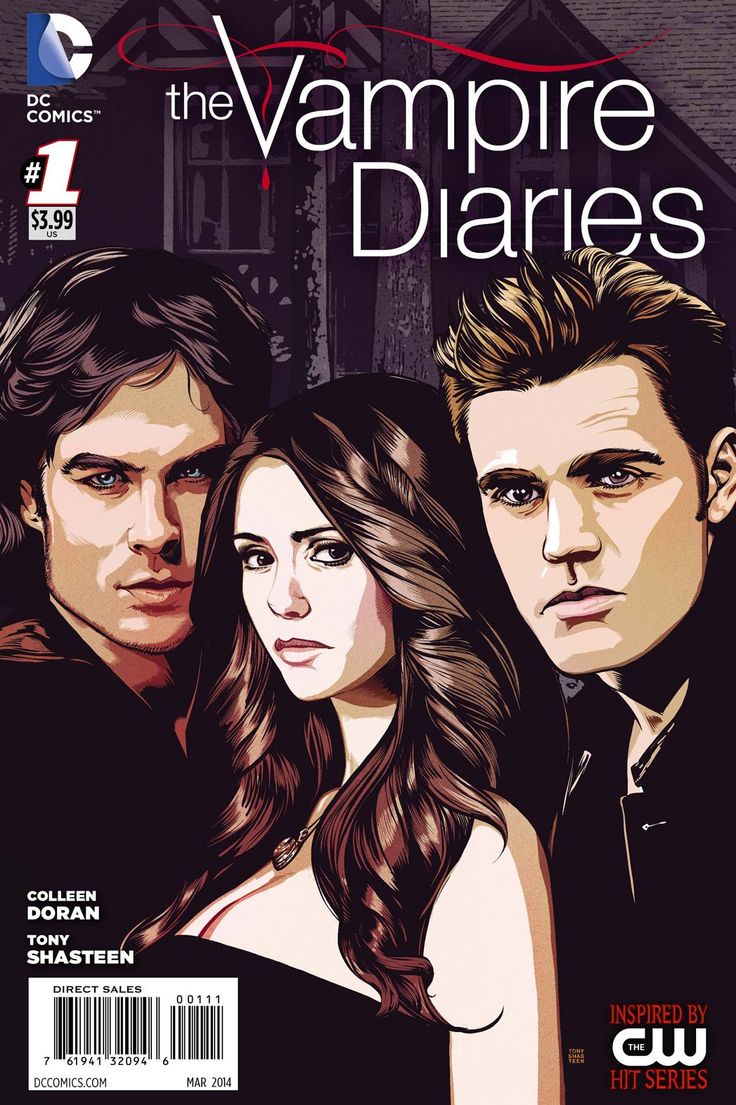 DC
COMICS™
#1
$3.99
US
the Vampire
Diaries
COLLEEN
DORAN
TONY
SHASTEEN
DIRECT SALES
00111
7 61941 32094 6
DCCOMICS.COM MAR 2014
TONY
SHAS
TEEN
INSPIRED BY
THE CW
HIT SERIES